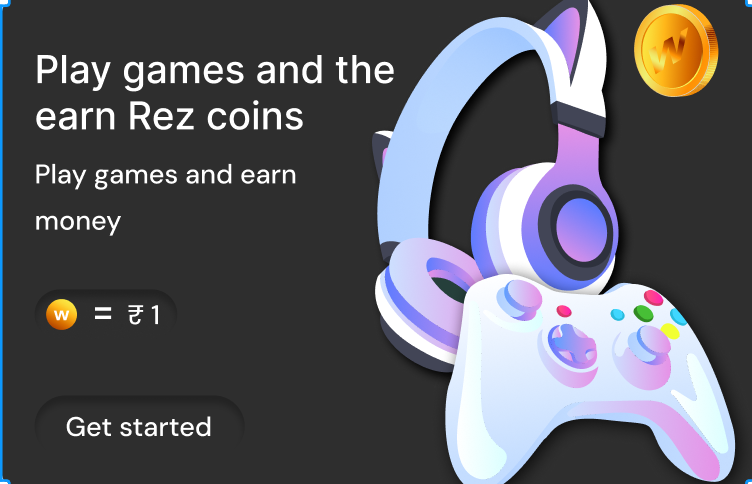 Play games and the
earn Rez coins
Play games and earn
money
W
W = ₹ 1
Get started